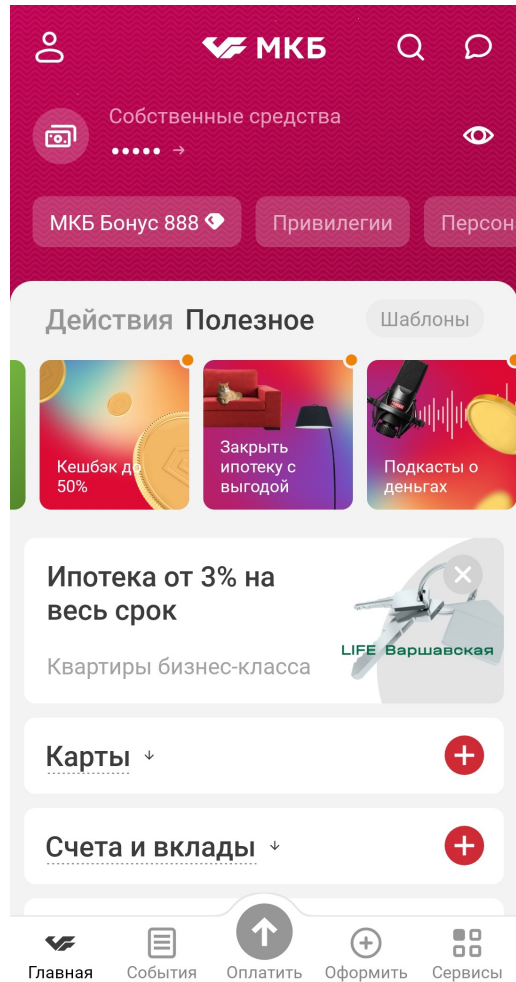 МКБ
Собственные средства
••••• →
МКБ Бонус 888
Привилегии
Персон
Действия Полезное
Шаблоны
Кешбэк до
50%
Закрыть
ипотеку с
выгодой
Подкасты о
деньгах
Ипотека от 3% на
весь срок
Квартиры бизнес-класса
LIFE Варшавская
Карты ↓
Счета и вклады ↓
Главная
События
Оплатить
Оформить
Сервисы